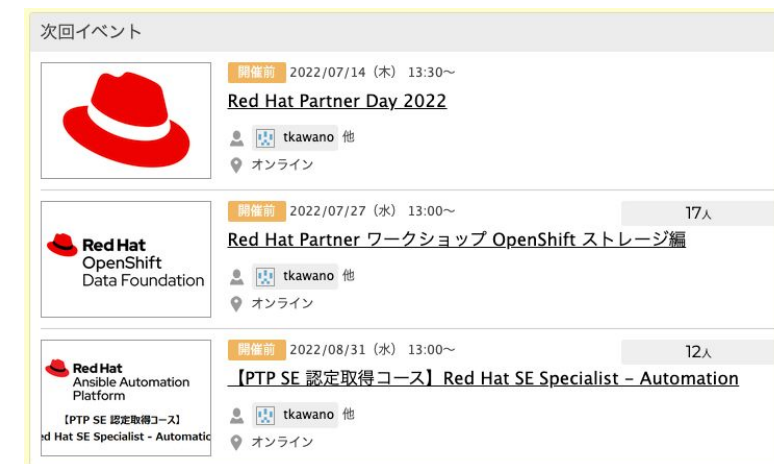 次回イベント
開催前 2022/07/14（木） 13:30〜
Red Hat Partner Day 2022
tkawano 他
オンライン
Red Hat
OpenShift
Data Foundation
開催前 2022/07/27（水） 13:00〜 17人
Red Hat Partner ワークショップ OpenShift ストレージ編
tkawano 他
オンライン
Red Hat
Ansible Automation
Platform
【PTP SE 認定取得コース】
ed Hat SE Specialist - Automatic
開催前 2022/08/31（水） 13:00〜 12人
【PTP SE 認定取得コース】Red Hat SE Specialist – Automation
tkawano 他
オンライン